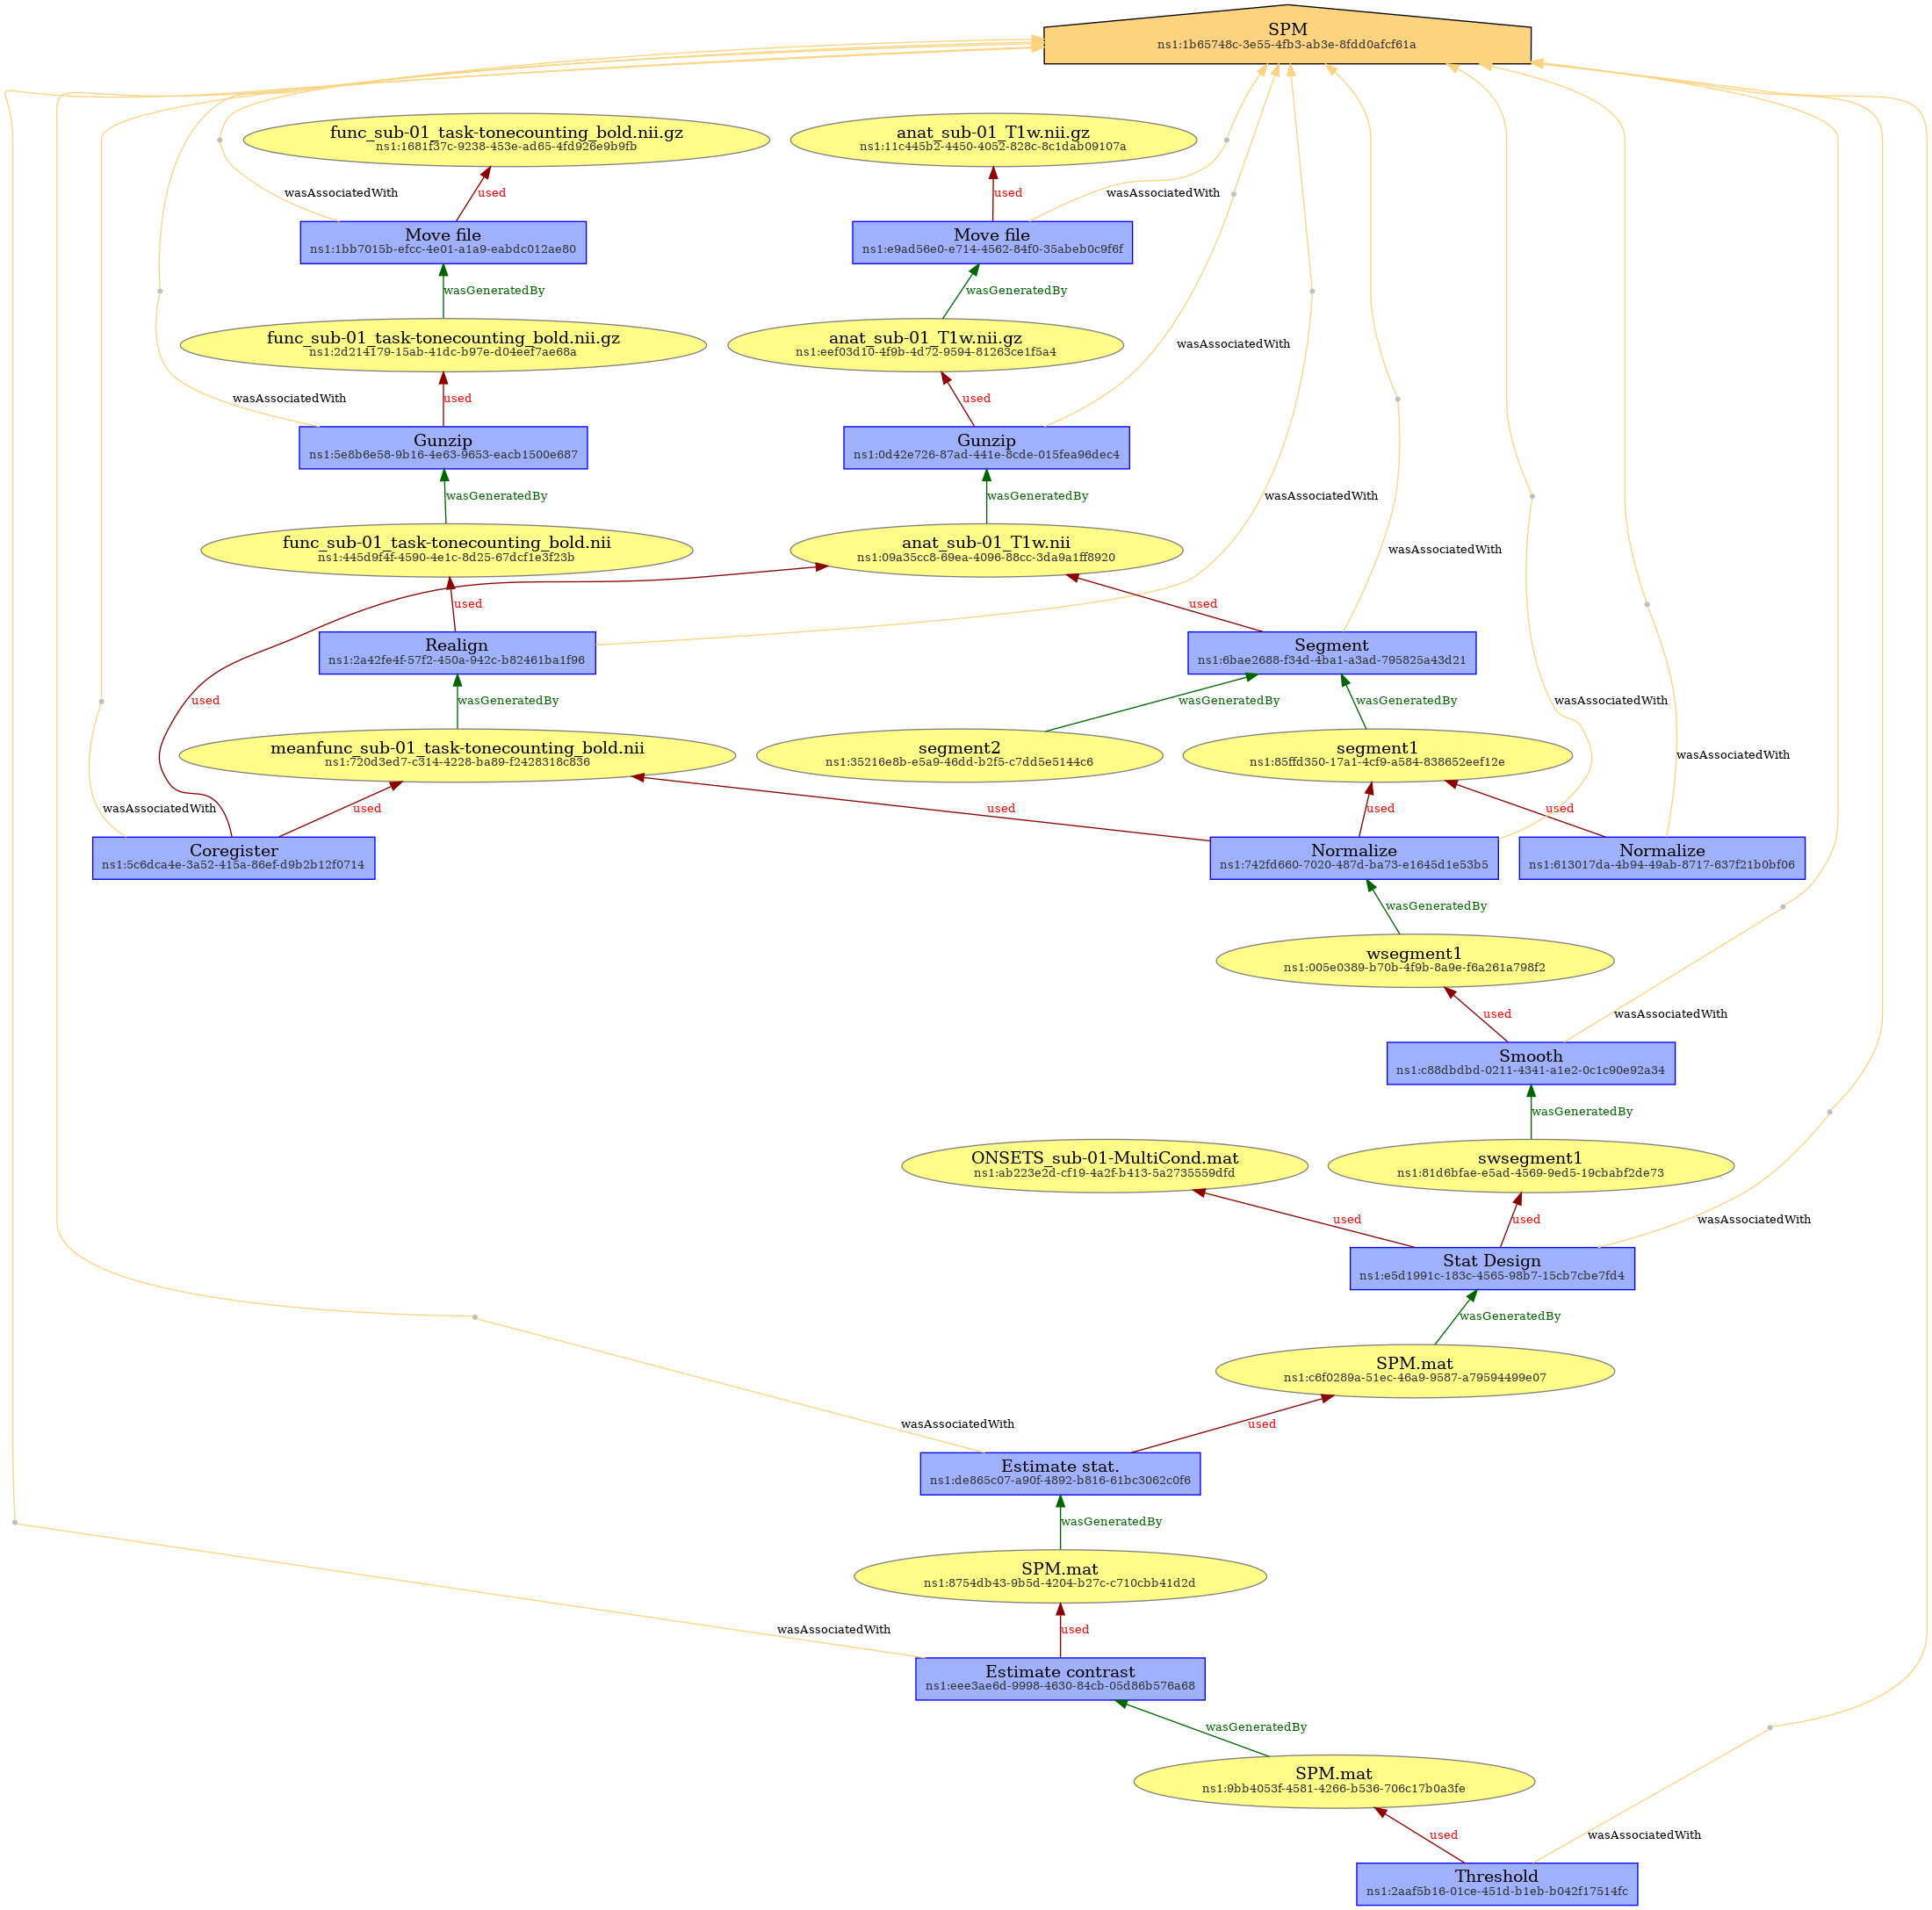 SPM
ns1:1b65748c-3e55-4fb3-ab3e-8fdd0afcf61a
func_sub-01_task-tonecounting_bold.nii.gz
ns1:1681f37c-9238-453e-ad65-4fd926e9b9fb
anat_sub-01_T1w.nii.gz
ns1:11c445b2-4450-4052-828c-8c1dab09107a
wasAssociatedWith
used
used
wasAssociatedWith
Move file
ns1:1bb7015b-efcc-4e01-a1a9-eabdc012ae80
Move file
ns1:e9ad56e0-e714-4562-84f0-35abeb0c9f6f
wasGeneratedBy
wasGeneratedBy
func_sub-01_task-tonecounting_bold.nii.gz
ns1:2d214179-15ab-41dc-b97e-d04eef7ae68a
anat_sub-01_T1w.nii.gz
ns1:eef03d10-4f9b-4d72-9594-81263ce1f5a4
wasAssociatedWith
wasAssociatedWith
used
used
Gunzip
ns1:5e8b6e58-9b16-4e63-9653-eacb1500e687
Gunzip
ns1:0d42e726-87ad-441e-8cde-015fea96dec4
wasGeneratedBy
wasGeneratedBy
wasAssociatedWith
func_sub-01_task-tonecounting_bold.nii
ns1:445d9f4f-4590-4e1c-8d25-67dcf1e3f23b
anat_sub-01_T1w.nii
ns1:09a35cc8-69ea-4096-88cc-3da9a1ff8920
wasAssociatedWith
used
used
Realign
ns1:2a42fe4f-57f2-450a-942c-b82461ba1f96
Segment
ns1:6bae2688-f34d-4ba1-a3ad-795825a43d21
used
wasGeneratedBy
wasGeneratedBy
wasGeneratedBy
wasAssociatedWith
meanfunc_sub-01_task-tonecounting_bold.nii
ns1:720d3ed7-c314-4228-ba89-f2428318c836
segment2
ns1:35216e8b-e5a9-46dd-b2f5-c7dd5e5144c6
segment1
ns1:85ffd350-17a1-4cf9-a584-838652eef12e
wasAssociatedWith
wasAssociatedWith
used
used
used
used
Coregister
ns1:5c6dca4e-3a52-415a-86ef-d9b2b12f0714
Normalize
ns1:742fd660-7020-487d-ba73-e1645d1e53b5
Normalize
ns1:613017da-4b94-49ab-8717-637f21b0bf06
wasGeneratedBy
wsegment1
ns1:005e0389-b70b-4f9b-8a9e-f6a261a798f2
used
wasAssociatedWith
Smooth
ns1:c88dbdbd-0211-4341-a1e2-0c1c90e92a34
wasGeneratedBy
ONSETS_sub-01-MultiCond.mat
ns1:ab223e2d-cf19-4a2f-b413-5a2735559dfd
swsegment1
ns1:81d6bfae-e5ad-4569-9ed5-19cbabf2de73
used
used
wasAssociatedWith
Stat Design
ns1:e5d1991c-183c-4565-98b7-15cb7cbe7fd4
wasGeneratedBy
SPM.mat
ns1:c6f0289a-51ec-46a9-9587-a79594499e07
wasAssociatedWith
used
Estimate stat.
ns1:de865c07-a90f-4892-b816-61bc3062c0f6
wasGeneratedBy
SPM.mat
ns1:8754db43-9b5d-4204-b27c-c710cbb41d2d
wasAssociatedWith
used
Estimate contrast
ns1:eee3ae6d-9998-4630-84cb-05d86b576a68
wasGeneratedBy
SPM.mat
ns1:9bb4053f-4581-4266-b536-706c17b0a3fe
used
wasAssociatedWith
Threshold
ns1:2aaf5b16-01ce-451d-b1eb-b042f17514fc